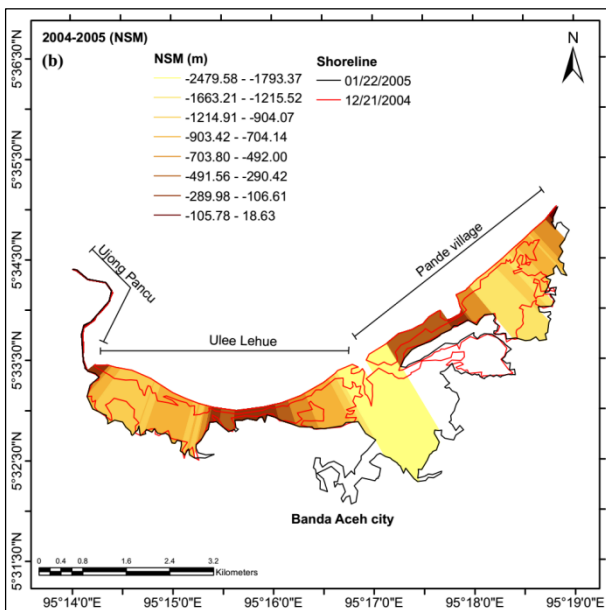 2004-2005 (NSM)
(b)
N
NSM (m)
-2479.58 - -1793.37
-1663.21 - -1215.52
-1214.91 - -904.07
-903.42 - -704.14
-703.80 - -492.00
-491.56 - -290.42
-289.98 - -106.61
-105.78 - 18.63
Shoreline
01/22/2005
12/21/2004
Ujong Pancu
Ulee Lehue
Pande village
Banda Aceh city
0 0.4 0.8 1.6 2.4 3.2
Kilometers
5°36'30"N
5°35'30"N
5°34'30"N
5°33'30"N
5°32'30"N
5°31'30"N
95°14'0"E
95°15'0"E
95°16'0"E
95°17'0"E
95°18'0"E
95°19'0"E